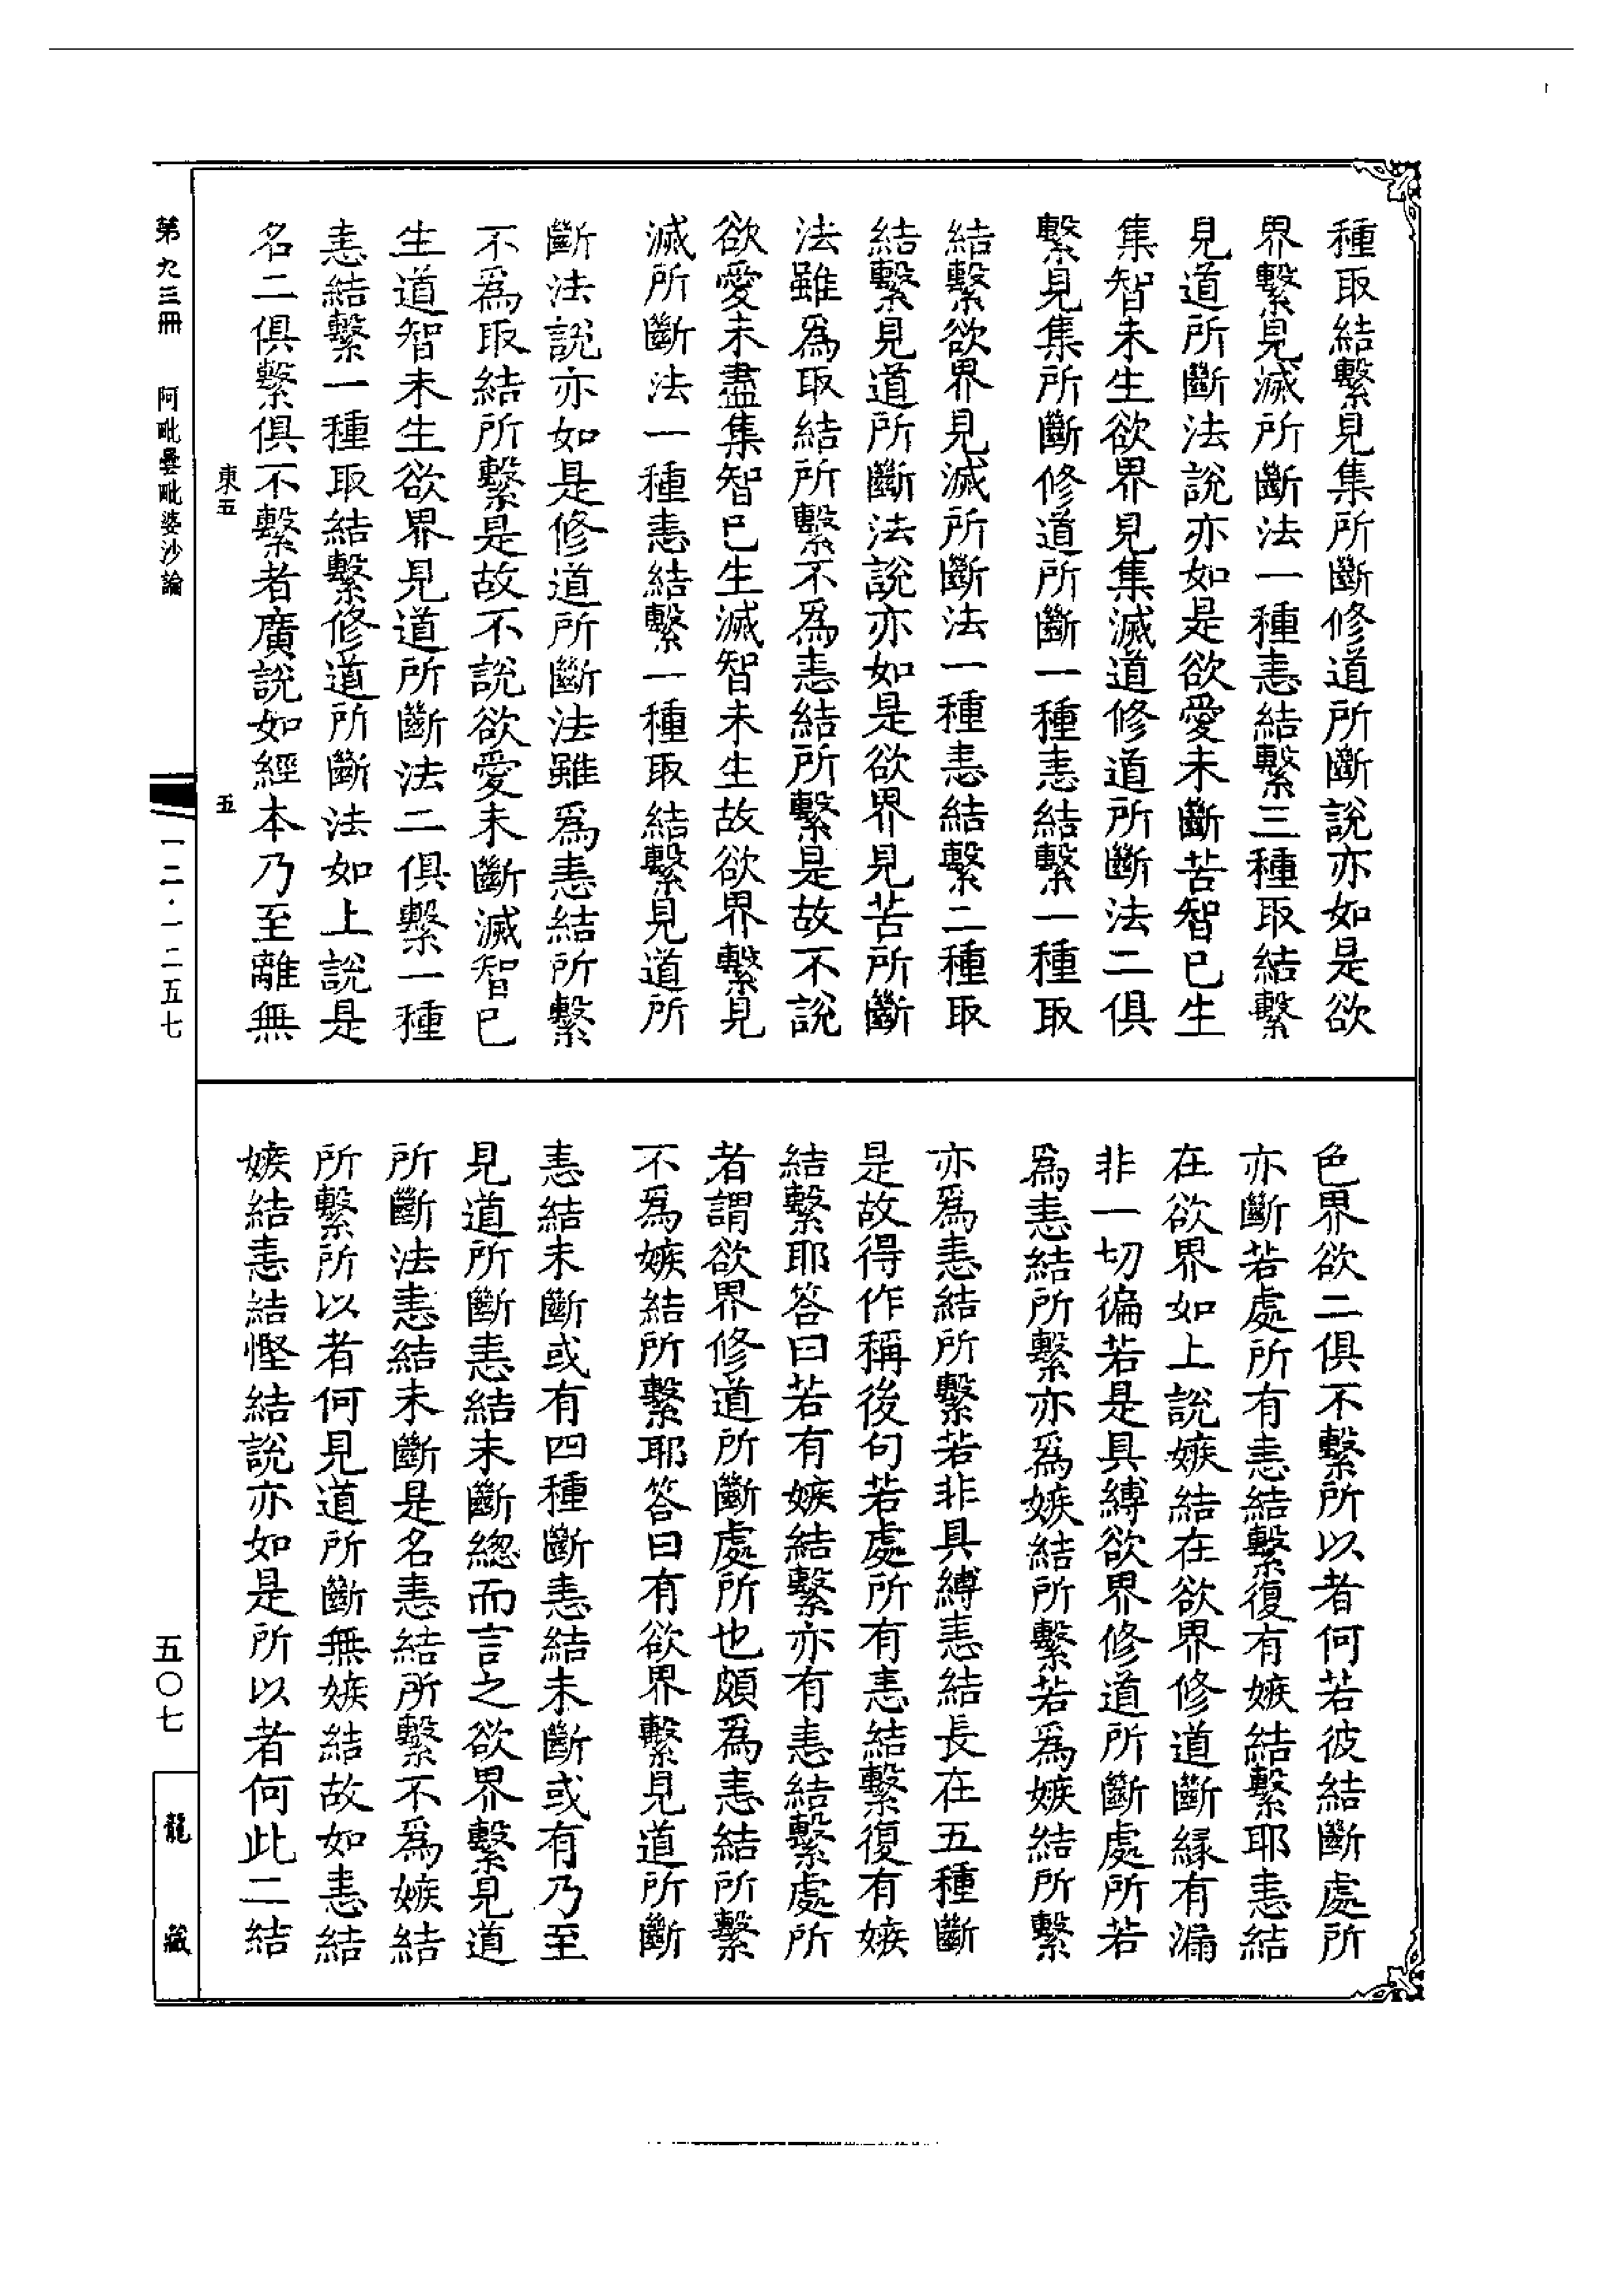 種取結繫見集所斷修道所斷說亦如是欲
界繫見滅所斷法一種恚結繫三種取結繫
見道所斷法說亦如是欲愛未斷苦智已生
集智未生欲界見集滅道修道所斷法二俱
繫見集所斷修道所斷一種恚結繫一種取
結繫欲界見滅所斷法一種恚結繫二種取
結繫見道所斷法說亦如是欲界見苦所斷
法雖爲取結所繫不爲恚結所繫是故不說
欲愛未盡集智已生滅智未生故欲界繫見
滅所斷法一種恚結繫一種取結繫見道所
斷法說亦如是修道所斷法雖爲恚結所繫
不爲取結所繫是故不說欲愛未斷滅智已
生道智未生欲界見道所斷法二俱繫一種
恚結繫一種取結繫修道所斷法如上說是
名二俱繫俱不繫者廣說如經本乃至離無
色界欲二俱不繫所以者何若彼結斷處所
亦斷若處所有恚結繫復有嫉結繫耶恚結
在欲界如上說嫉結在欲界修道斷緣有漏
非一切徧若是具縛欲界修道所斷處所若
爲恚結所繫亦爲嫉結所繫若爲嫉結所繫
亦爲恚結所繫若非具縛恚結長在五種斷
是故得作稱後句若處所有恚結繫復有嫉
結繫耶答曰若有嫉結繫亦有恚結繫處所
者謂欲界修道所斷處所也頗爲恚結所繫
不爲嫉結所繫耶答曰有欲界繫見道所斷
恚結未斷或有四種斷恚結未斷或有乃至
見道所斷恚結未斷總而言之欲界繫見道
所斷法恚結未斷是名恚結所繫不爲嫉結
所繫所以者何見道所斷無嫉結故如恚結
嫉結恚結慳結說亦如是所以者何此二結
東五
五
第九三冊
阿毗曇毗婆沙論
一二·一二五七
五〇七
龍藏